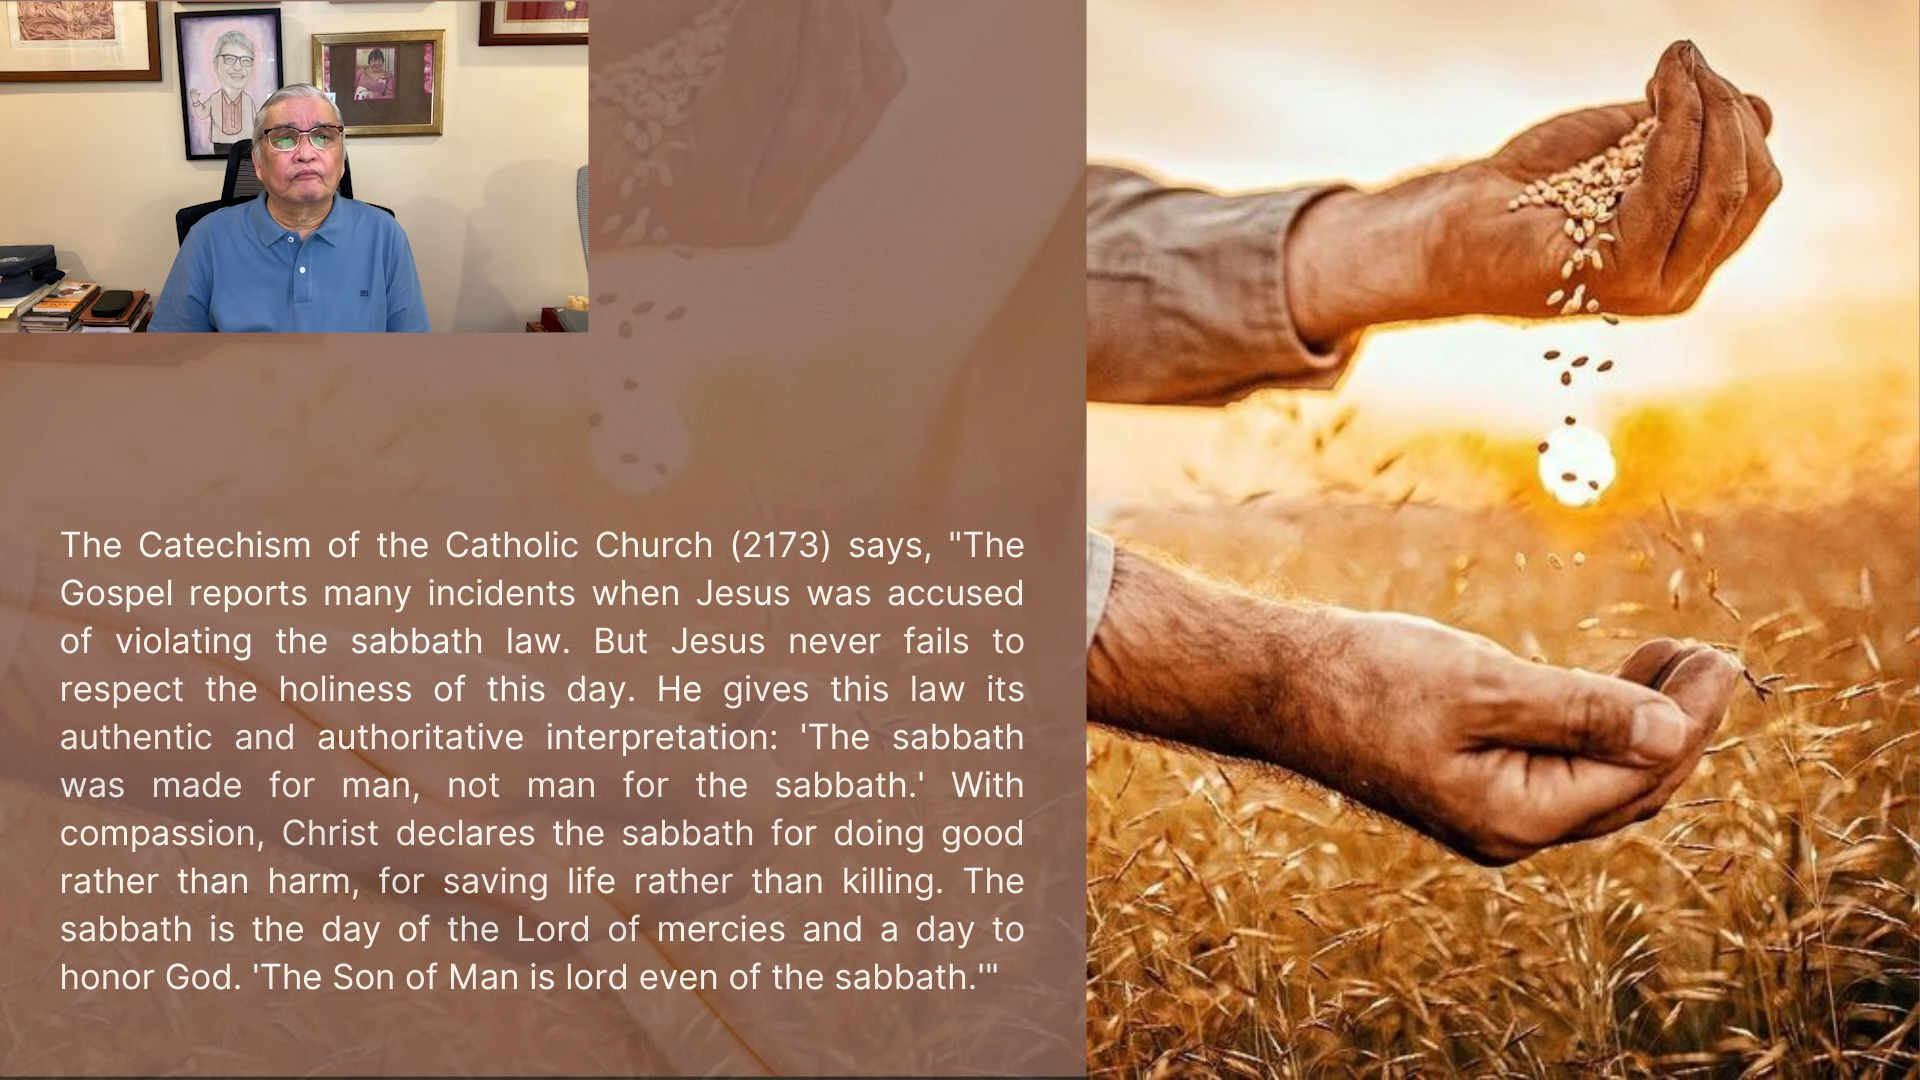 The Catechism of the Catholic Church (2173) says, "The
Gospel reports many incidents when Jesus was accused
of violating the sabbath law. But Jesus never fails to
respect the holiness of this day. He gives this law its
authentic and authoritative interpretation: 'The sabbath
was made for man, not man for the sabbath.' With
compassion, Christ declares the sabbath for doing good
rather than harm, for saving life rather than killing. The
sabbath is the day of the Lord of mercies and a day to
honor God. 'The Son of Man is lord even of the sabbath.'"